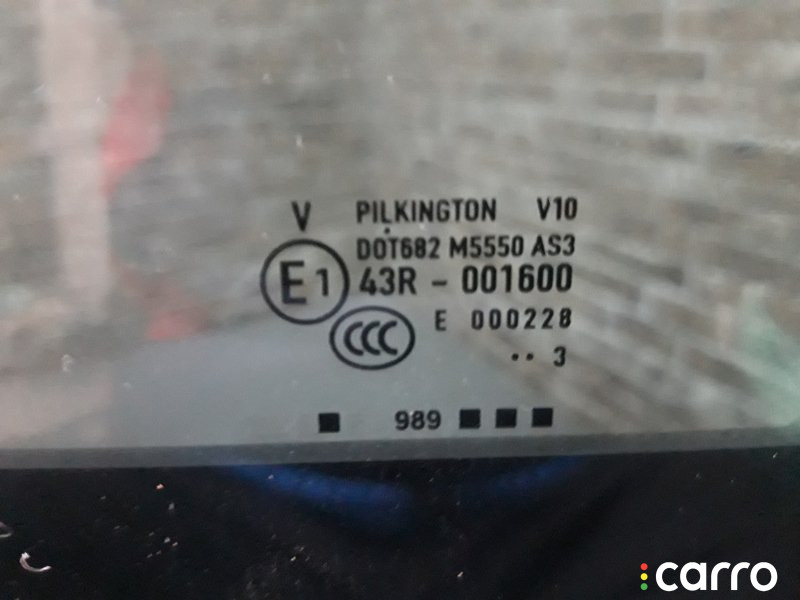 V PILKINGTON V10
DOT682 M5550 AS3
E1 43R - 001600
CCC E 000228
·· 3
■ 989 ■ ■ ■
carro